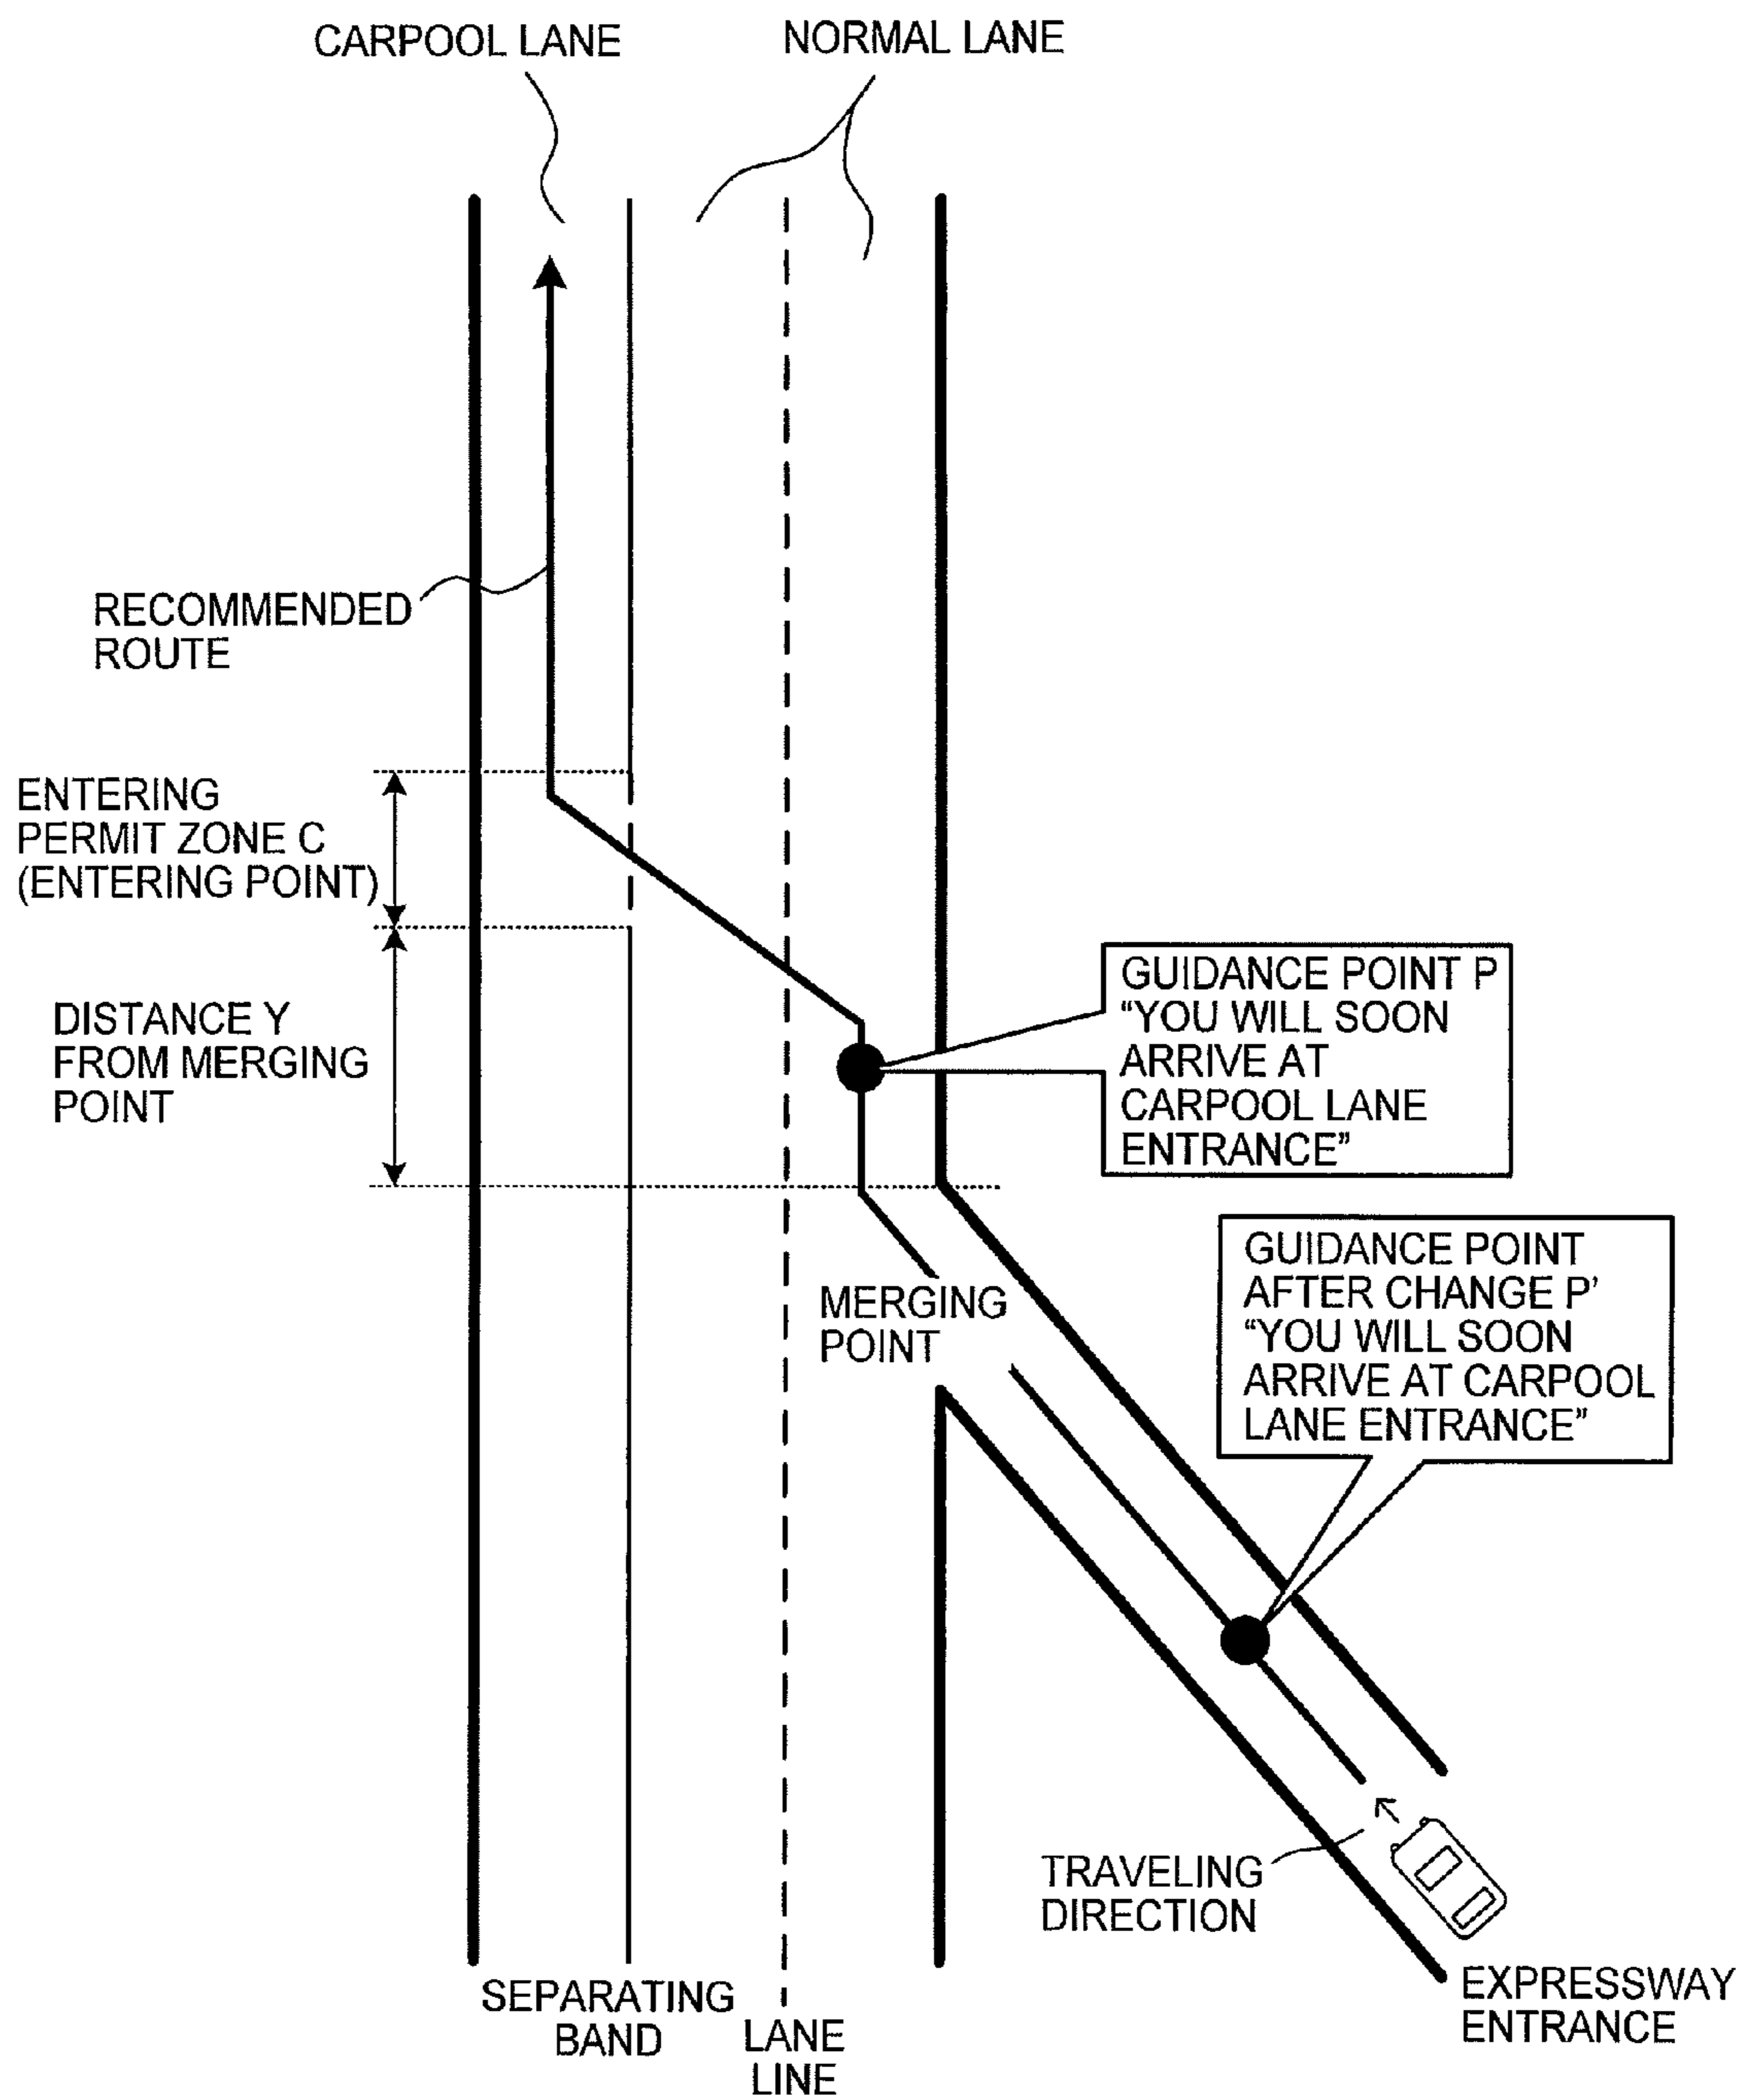 CARPOOL LANE
NORMAL LANE
RECOMMENDED
ROUTE
ENTERING
PERMIT ZONE C
(ENTERING POINT)
DISTANCE Y
FROM MERGING
POINT
GUIDANCE POINT P
“YOU WILL SOON
ARRIVE AT
CARPOOL LANE
ENTRANCE”
MERGING
POINT
GUIDANCE POINT
AFTER CHANGE P’
“YOU WILL SOON
ARRIVE AT CARPOOL
LANE ENTRANCE”
TRAVELING
DIRECTION
EXPRESSWAY
ENTRANCE
SEPARATING
BAND
LANE
LINE